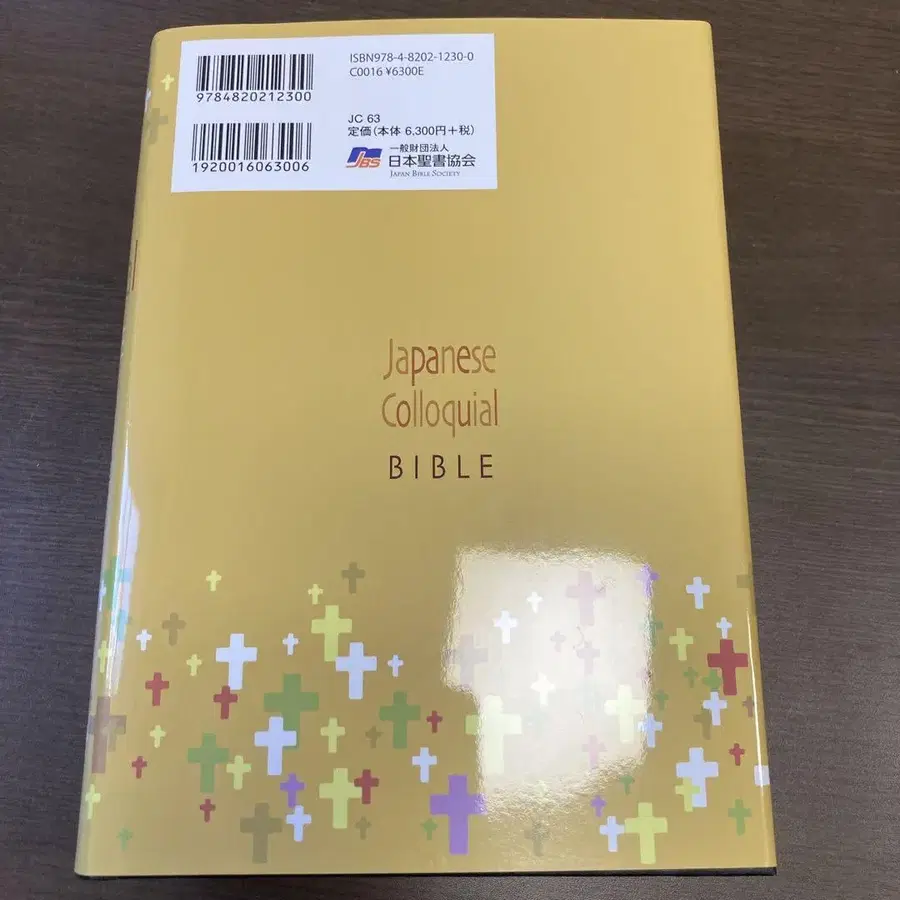 ISBN978-4-8202-1230-0
C0016 ¥6300E
9784820212300
JC 63
定価(本体 6,300円+税)
1920016063006
JBS
一般財団法人
日本聖書協会
JAPAN BIBLE SOCIETY
Japanese
Colloquial
BIBLE